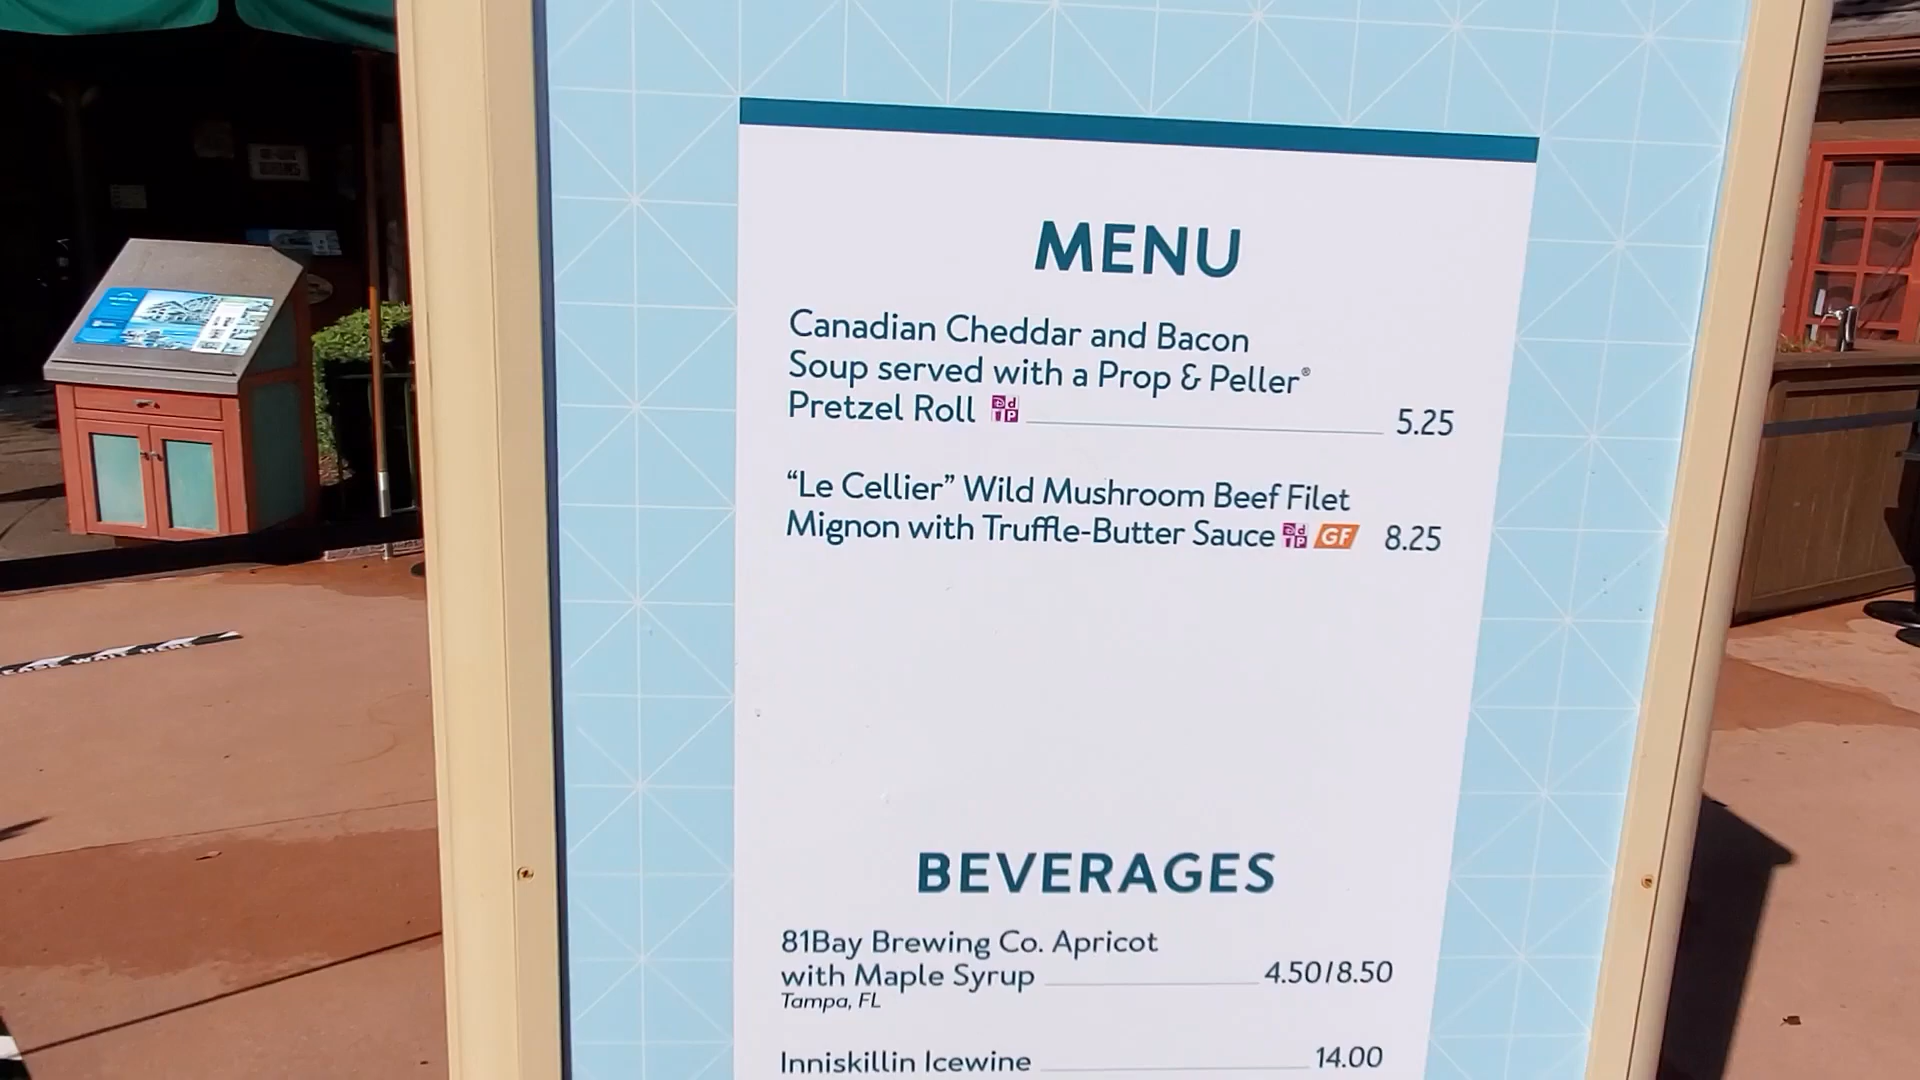 MENU
Canadian Cheddar and Bacon
Soup served with a Prop & Peller®
Pretzel Roll 5.25
“Le Cellier” Wild Mushroom Beef Filet
Mignon with Truffle-Butter Sauce GF 8.25
BEVERAGES
81Bay Brewing Co. Apricot
with Maple Syrup 4.50/8.50
Tampa, FL
Inniskillin Icewine 14.00
WAIT HERE